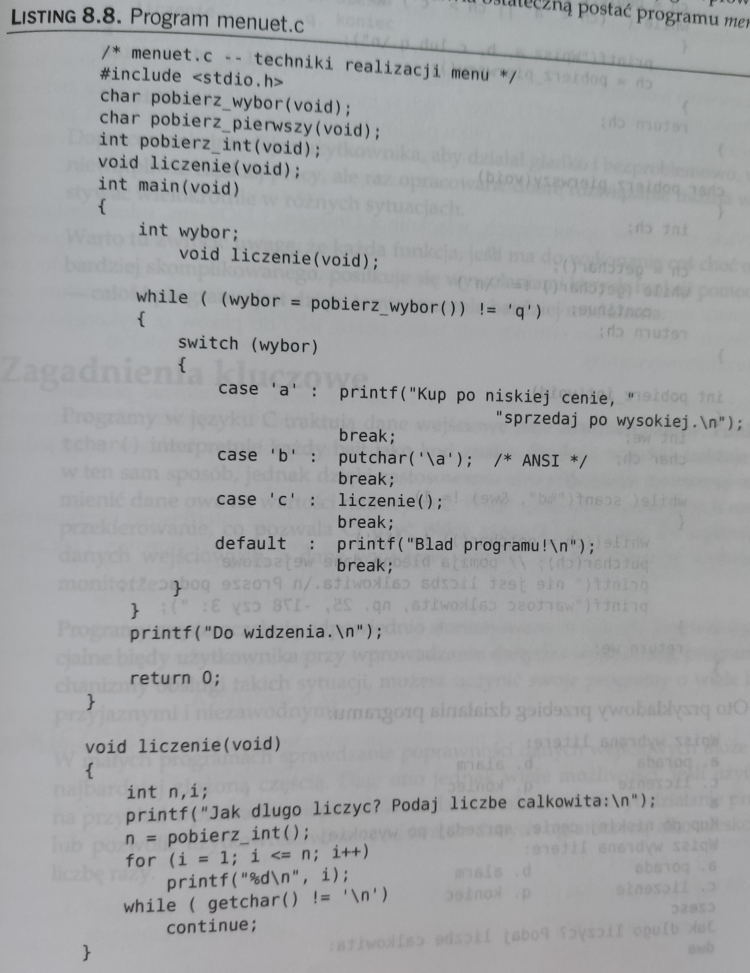 ostateczną postać programu
LISTING 8.8. Program menuet.c
/* menuet.c -- techniki realizacji menu */
#include <stdio.h>
char pobierz_wybor(void);
char pobierz_pierwszy(void);
int pobierz_int(void);
void liczenie(void);
int main(void)
{
    int wybor;
        void liczenie(void);

    while ( (wybor = pobierz_wybor()) != 'q')
    {
        switch (wybor)
        {
            case 'a' :  printf("Kup po niskiej cenie, "
                                        "sprzedaj po wysokiej.\n");
                        break;
            case 'b' :  putchar('\a');  /* ANSI */
                        break;
            case 'c' :  liczenie();
                        break;
            default  :  printf("Blad programu!\n");
                        break;
        }
    }
    printf("Do widzenia.\n");

    return 0;
}

void liczenie(void)
{
    int n,i;
    printf("Jak dlugo liczyc? Podaj liczbe calkowita:\n");
    n = pobierz_int();
    for (i = 1; i <= n; i++)
        printf("%d\n", i);
    while ( getchar() != '\n')
        continue;
}